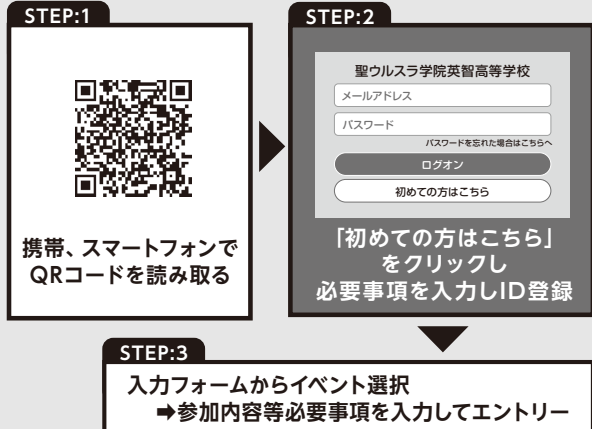 STEP:1
携帯、スマートフォンで
QRコードを読み取る
STEP:2
聖ウルスラ学院英智高等学校
メールアドレス
パスワード
パスワードを忘れた場合はこちらへ
ログオン
初めての方はこちら
「初めての方はこちら」
をクリックし
必要事項を入力しID登録
STEP:3
入力フォームからイベント選択
➡参加内容等必要事項を入力してエントリー